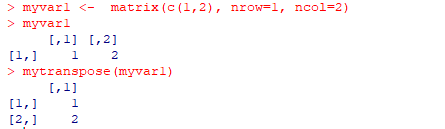 > myvar1 <-  matrix(c(1,2), nrow=1, ncol=2)
> myvar1
     [,1] [,2]
[1,]    1    2
> mytranspose(myvar1)
     [,1]
[1,]    1
[2,]    2